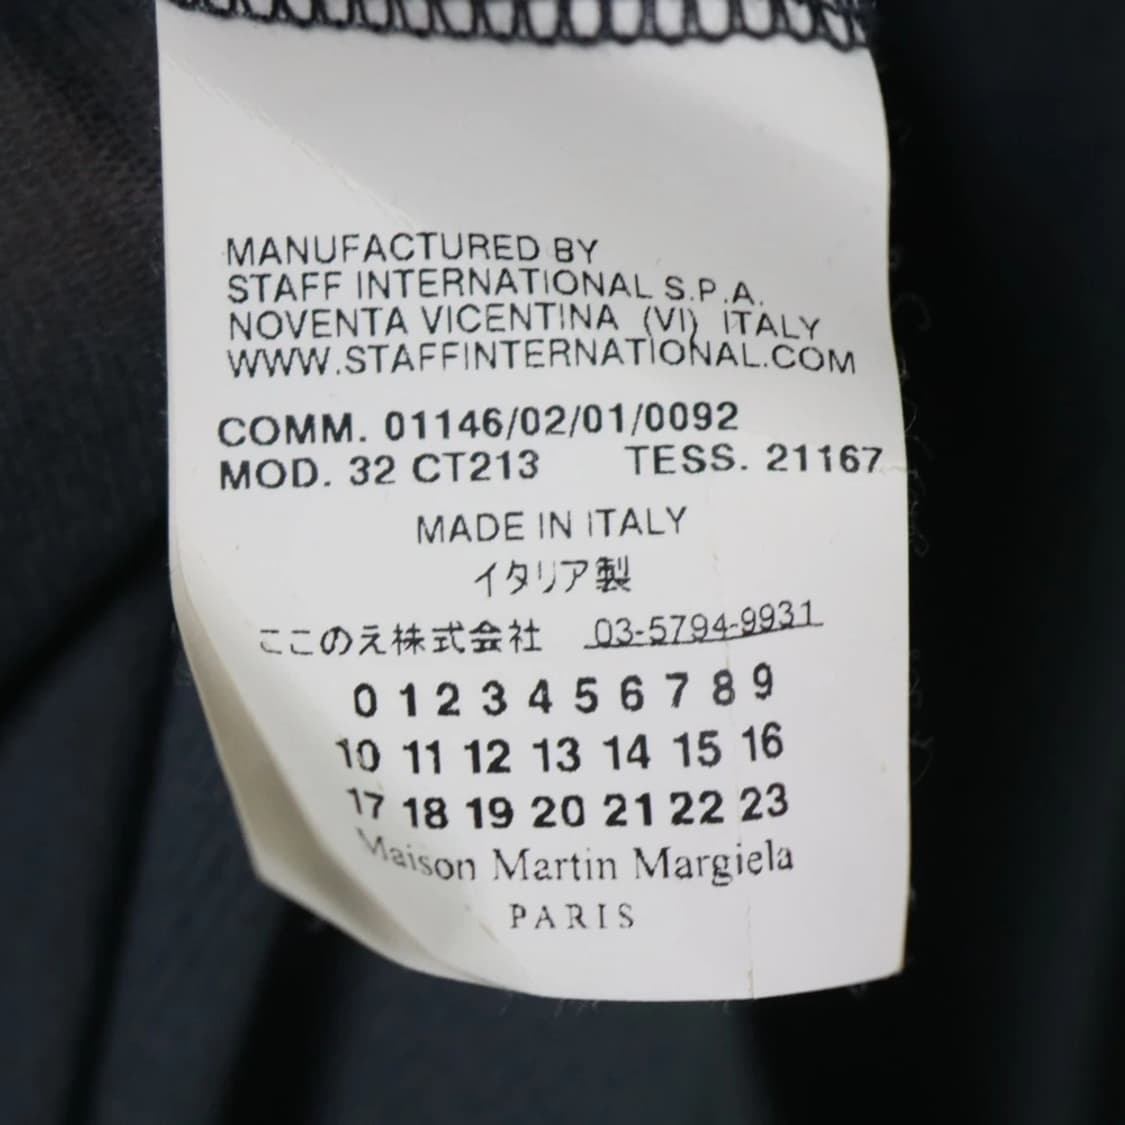 MANUFACTURED BY
STAFF INTERNATIONAL S.P.A.
NOVENTA VICENTINA (VI) ITALY
WWW.STAFFINTERNATIONAL.COM
COMM. 01146/02/01/0092
MOD. 32 CT213 TESS. 21167
MADE IN ITALY
イタリア製
ここのえ株式会社 03-5794-9931
0 1 2 3 4 5 6 7 8 9
10 11 12 13 14 15 16
17 18 19 20 21 22 23
Maison Martin Margiela
PARIS